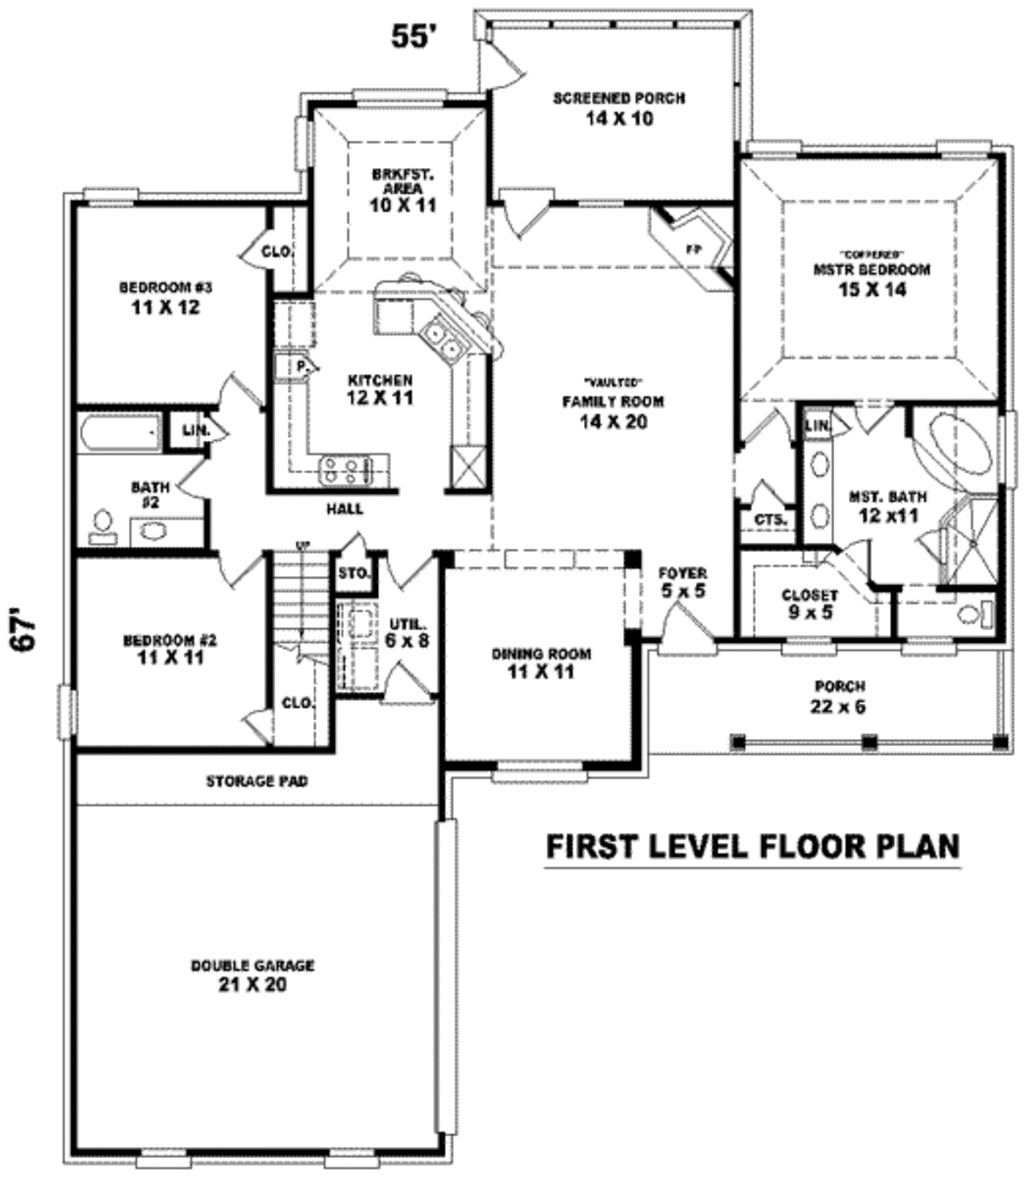 55'
SCREENED PORCH
14 X 10
BRKFST.
AREA
10 X 11
CLO.
FP
"COFFERED"
MSTR BEDROOM
15 X 14
BEDROOM #3
11 X 12
P.
KITCHEN
12 X 11
"VAULTED"
FAMILY ROOM
14 X 20
LIN.
LIN.
BATH
#2
MST. BATH
12 x11
HALL
CTS.
UP
STO.
FOYER
5 x 5
CLOSET
9 x 5
67'
BEDROOM #2
11 X 11
UTIL.
6 x 8
DINING ROOM
11 X 11
CLO.
PORCH
22 x 6
STORAGE PAD
FIRST LEVEL FLOOR PLAN
DOUBLE GARAGE
21 X 20